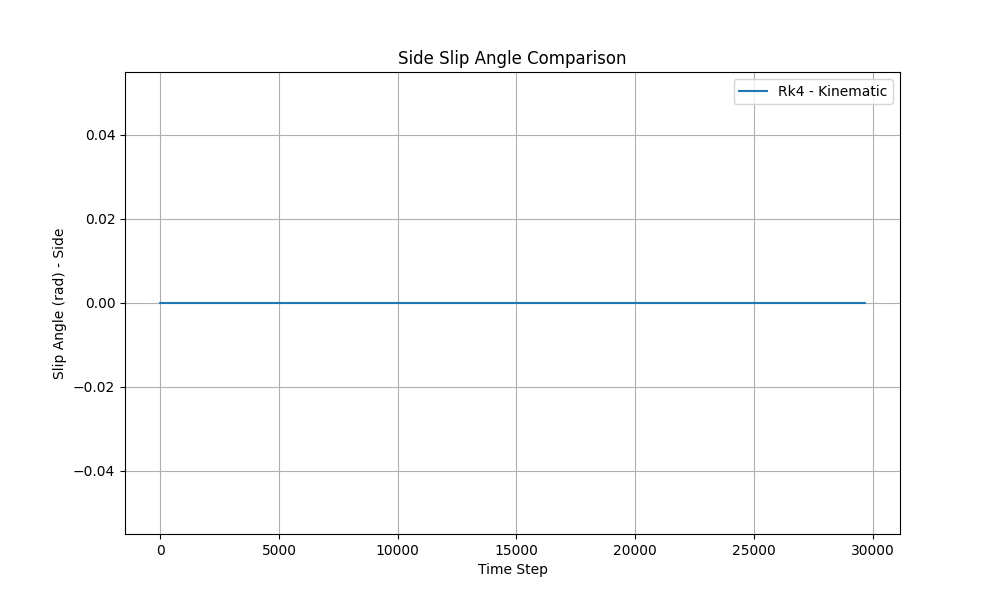 Side Slip Angle Comparison
Rk4 - Kinematic
Slip Angle (rad) - Side
0.04
0.02
0.00
−0.02
−0.04
0 5000 10000 15000 20000 25000 30000
Time Step